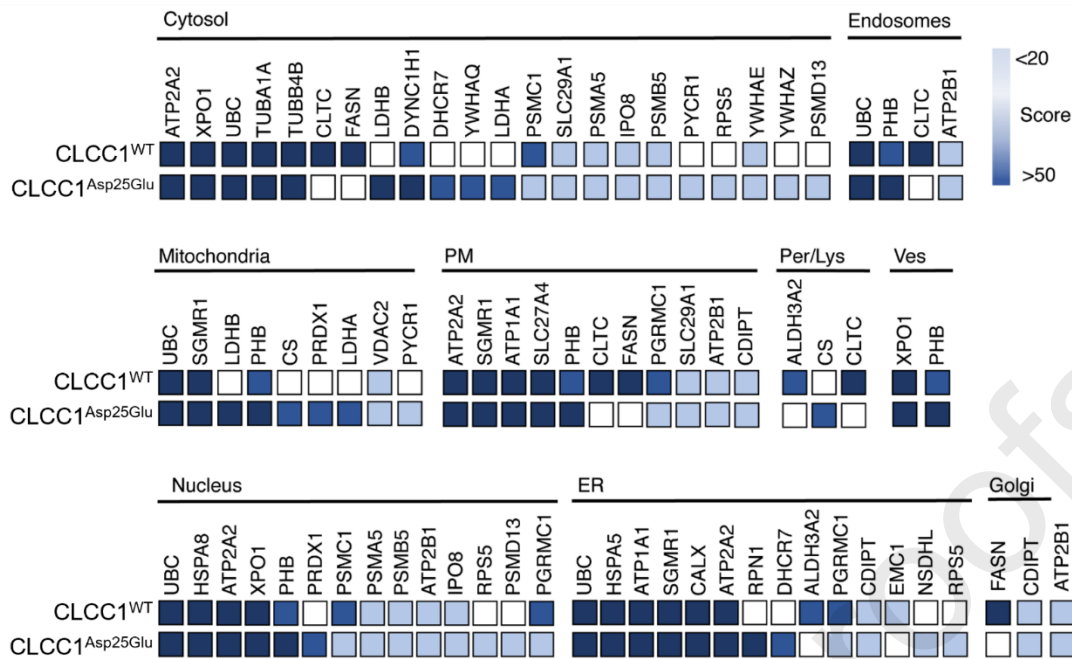 Cytosol Endosomes
ATP2A2 XPO1 UBC TUBA1A TUBB4B CLTC FASN LDHB DYNC1H1 DHCR7 YWHAQ LDHA PSMC1 SLC29A1 PSMA5 IPO8 PSMB5 PYCR1 RPS5 YWHAE YWHAZ PSMD13 UBC PHB CLTC ATP2B1
<20
Score
>50
CLCC1WT
CLCC1Asp25Glu
Mitochondria PM Per/Lys Ves
UBC SGMR1 LDHB PHB CS PRDX1 LDHA VDAC2 PYCR1 ATP2A2 SGMR1 ATP1A1 SLC27A4 PHB CLTC FASN PGRMC1 SLC29A1 ATP2B1 CDIPT ALDH3A2 CS CLTC XPO1 PHB
CLCC1WT
CLCC1Asp25Glu
Nucleus ER Golgi
UBC HSPA8 ATP2A2 XPO1 PHB PRDX1 PSMC1 PSMA5 PSMB5 ATP2B1 IPO8 RPS5 PSMD13 PGRMC1 UBC HSPA5 ATP1A1 SGMR1 CALX ATP2A2 RPN1 DHCR7 ALDH3A2 PGRMC1 CDIPT EMC1 NSDHL RPS5 FASN CDIPT ATP2B1
CLCC1WT
CLCC1Asp25Glu